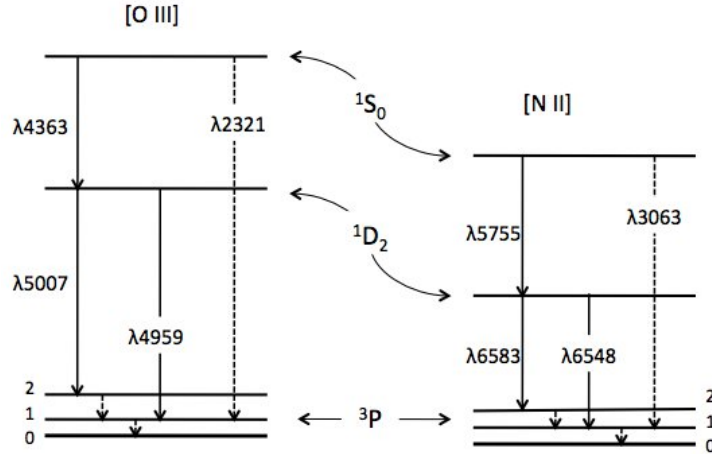 [O III]
[N II]
¹S₀
λ4363
λ2321
¹D₂
λ5755
λ3063
λ5007
λ4959
λ6583
λ6548
2
1
0
³P
2
1
0